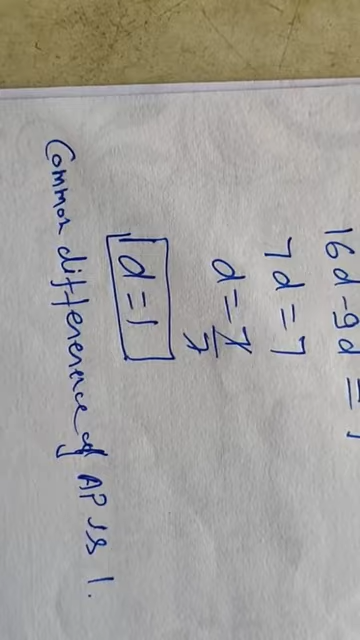 16d-9d =
7d = 7
d = 7/7
d = 1
Common difference of AP is 1.